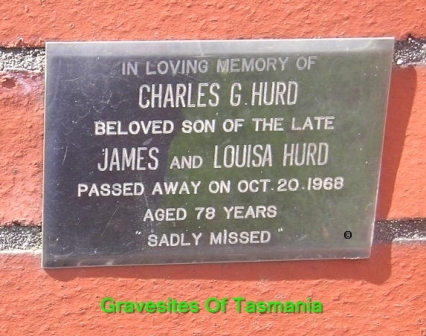 IN LOVING MEMORY OF
CHARLES G. HURD
BELOVED SON OF THE LATE
JAMES AND LOUISA HURD
PASSED AWAY ON OCT. 20. 1968
AGED 78 YEARS
" SADLY MISSED "
Gravesites Of Tasmania